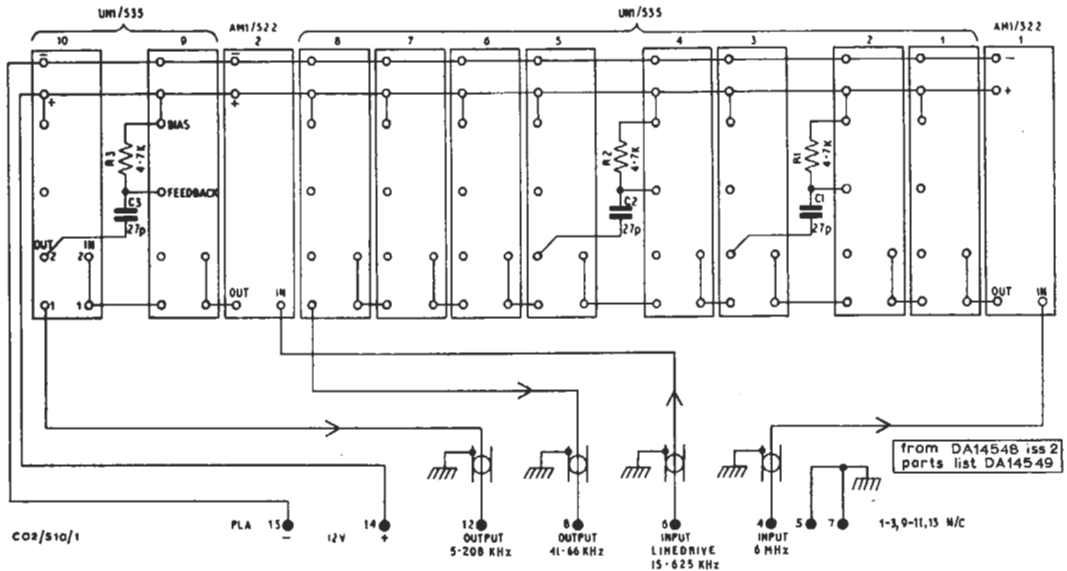 UM1/535
UM1/535
AM1/522
AM1/522
10
9
2
8
7
6
5
4
3
2
1
1
−
−
−
+
+
+
BIAS
R3
4·7K
R2
4·7K
R1
4·7K
FEEDBACK
C3
27p
C2
27p
C1
27p
OUT
2
IN
2
1
1
OUT
IN
OUT
IN
from DA14548 iss 2
parts list DA14549
CO2/510/1
PLA
15
−
12V
14
+
12
OUTPUT
5·208 KHz
8
OUTPUT
41·66 KHz
6
INPUT
LINEDRIVE
15·625 KHz
4
INPUT
6 MHz
5
7
1-3,9-11,13 N/C